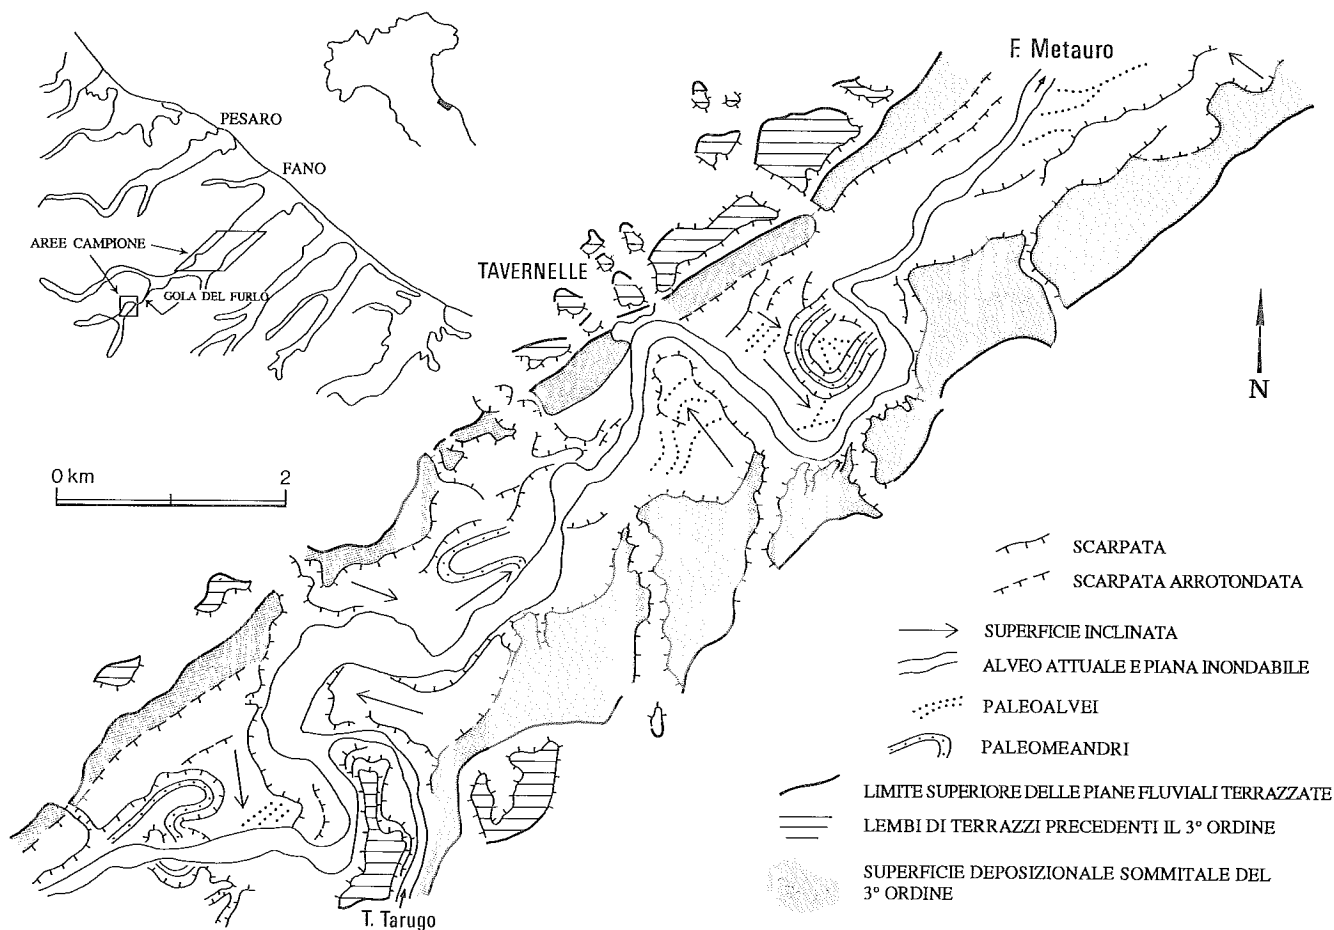 F. Metauro
PESARO
FANO
AREE CAMPIONE
GOLA DEL FURLO
TAVERNELLE
N
0 km 2
SCARPATA
SCARPATA ARROTONDATA
SUPERFICIE INCLINATA
ALVEO ATTUALE E PIANA INONDABILE
PALEOALVEI
PALEOMEANDRI
LIMITE SUPERIORE DELLE PIANE FLUVIALI TERRAZZATE
LEMBI DI TERRAZZI PRECEDENTI IL 3° ORDINE
SUPERFICIE DEPOSIZIONALE SOMMITALE DEL
3° ORDINE
T. Tarugo